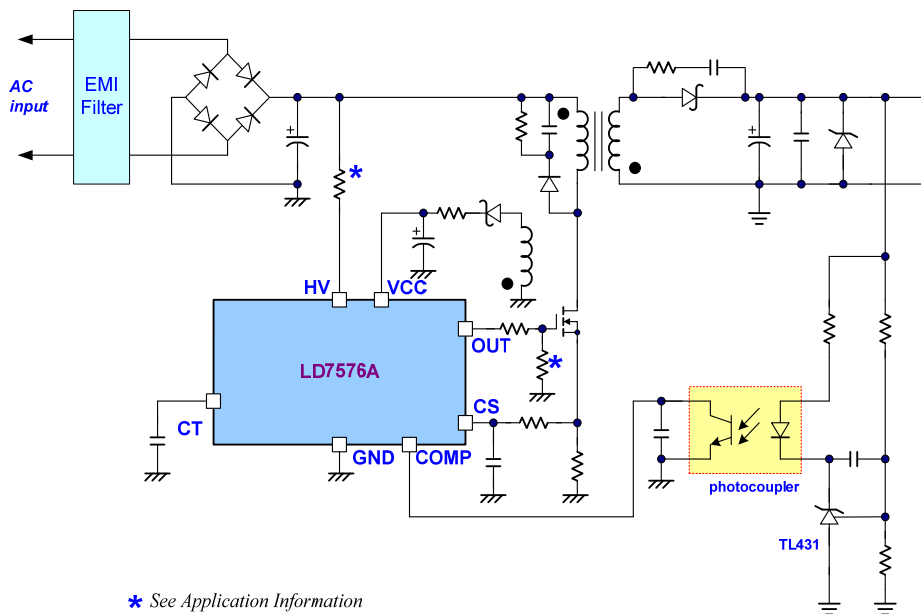 AC
input
EMI
Filter
+
+
*
+
HV
VCC
OUT
LD7576A
*
CS
CT
GND
COMP
photocoupler
TL431
* See Application Information